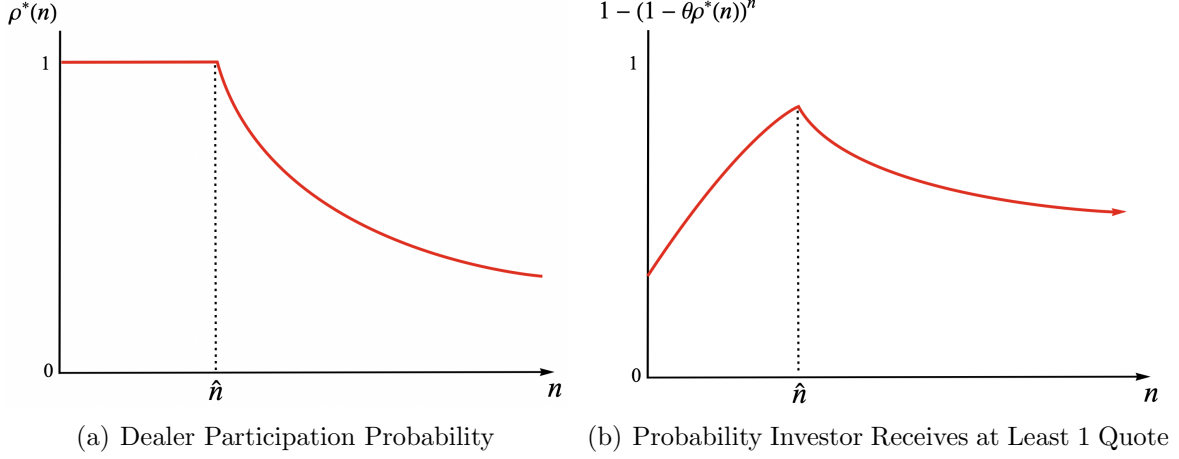 ρ*(n)
1
0
n̂
n
(a) Dealer Participation Probability
1 − (1 − θρ*(n))ⁿ
1
0
n̂
n
(b) Probability Investor Receives at Least 1 Quote